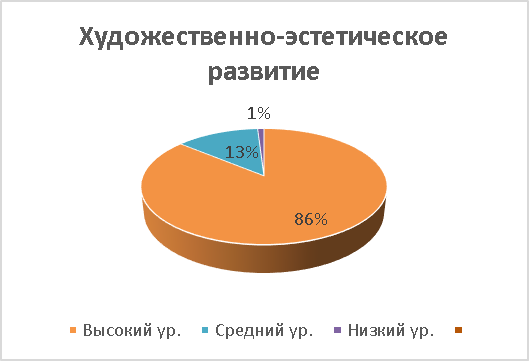 Художественно-эстетическое
развитие
1%
13%
86%
Высокий ур. Средний ур. Низкий ур.